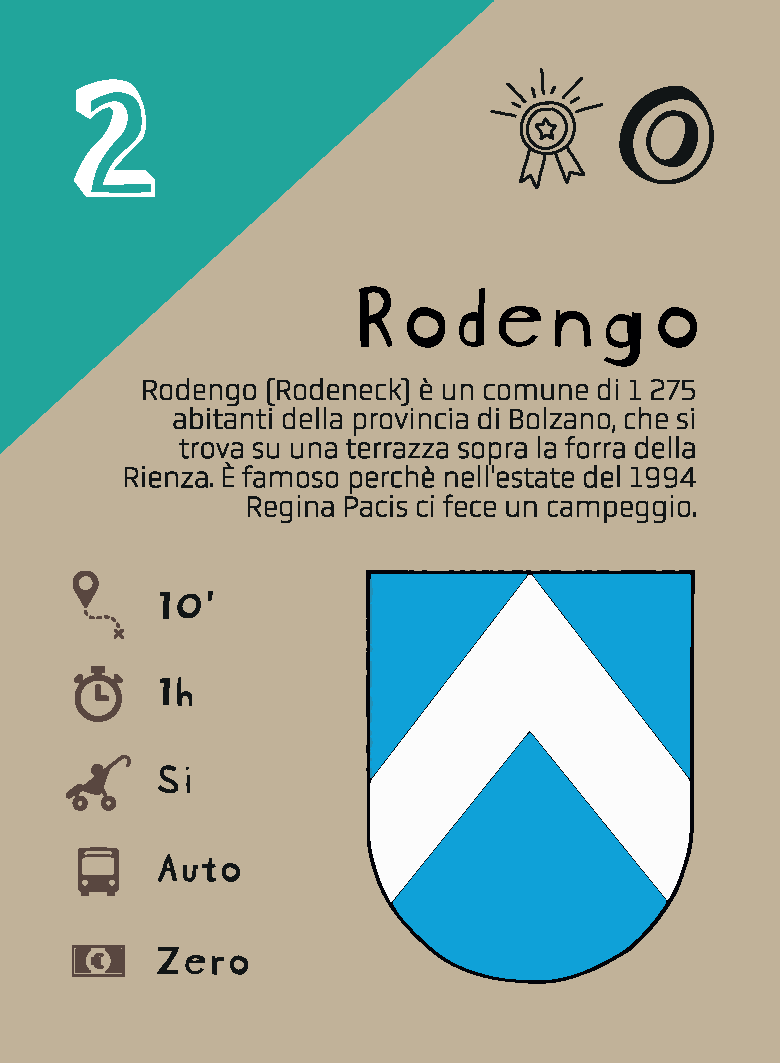 2
0
Rodengo
Rodengo (Rodeneck) è un comune di 1 275
abitanti della provincia di Bolzano, che si
trova su una terrazza sopra la forra della
Rienza. È famoso perchè nell'estate del 1994
Regina Pacis ci fece un campeggio.
10'
1h
Si
Auto
Zero